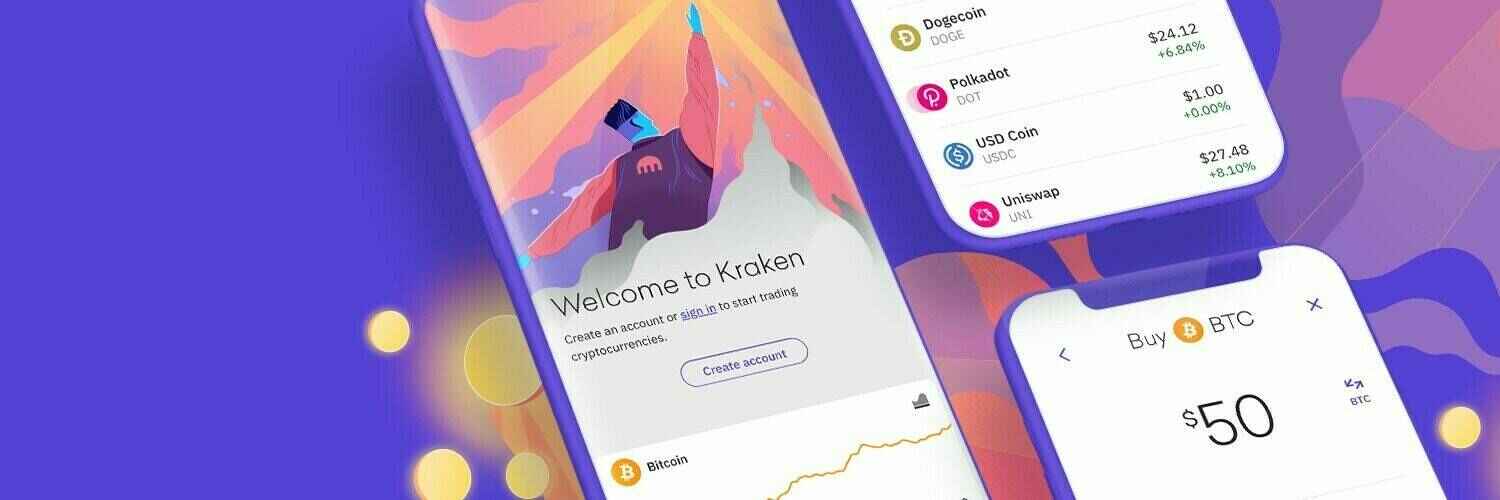 Welcome to Kraken
Create an account or sign in to start trading
cryptocurrencies.
Create account
Bitcoin
Dogecoin
DOGE
Polkadot
DOT
$24.12
+6.84%
USD Coin
USDC
$1.00
+0.00%
Uniswap
UNI
$27.48
+8.10%
Buy BTC
$50
BTC